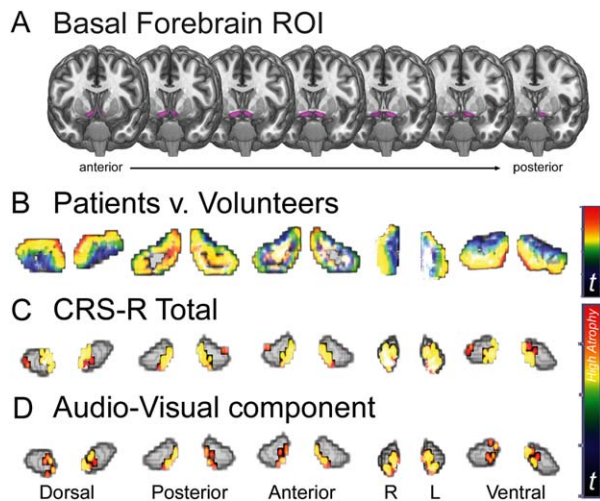 A Basal Forebrain ROI
anterior posterior
B Patients v. Volunteers
t
C CRS-R Total
High Atrophy
D Audio-Visual component
t
Dorsal Posterior Anterior R L Ventral